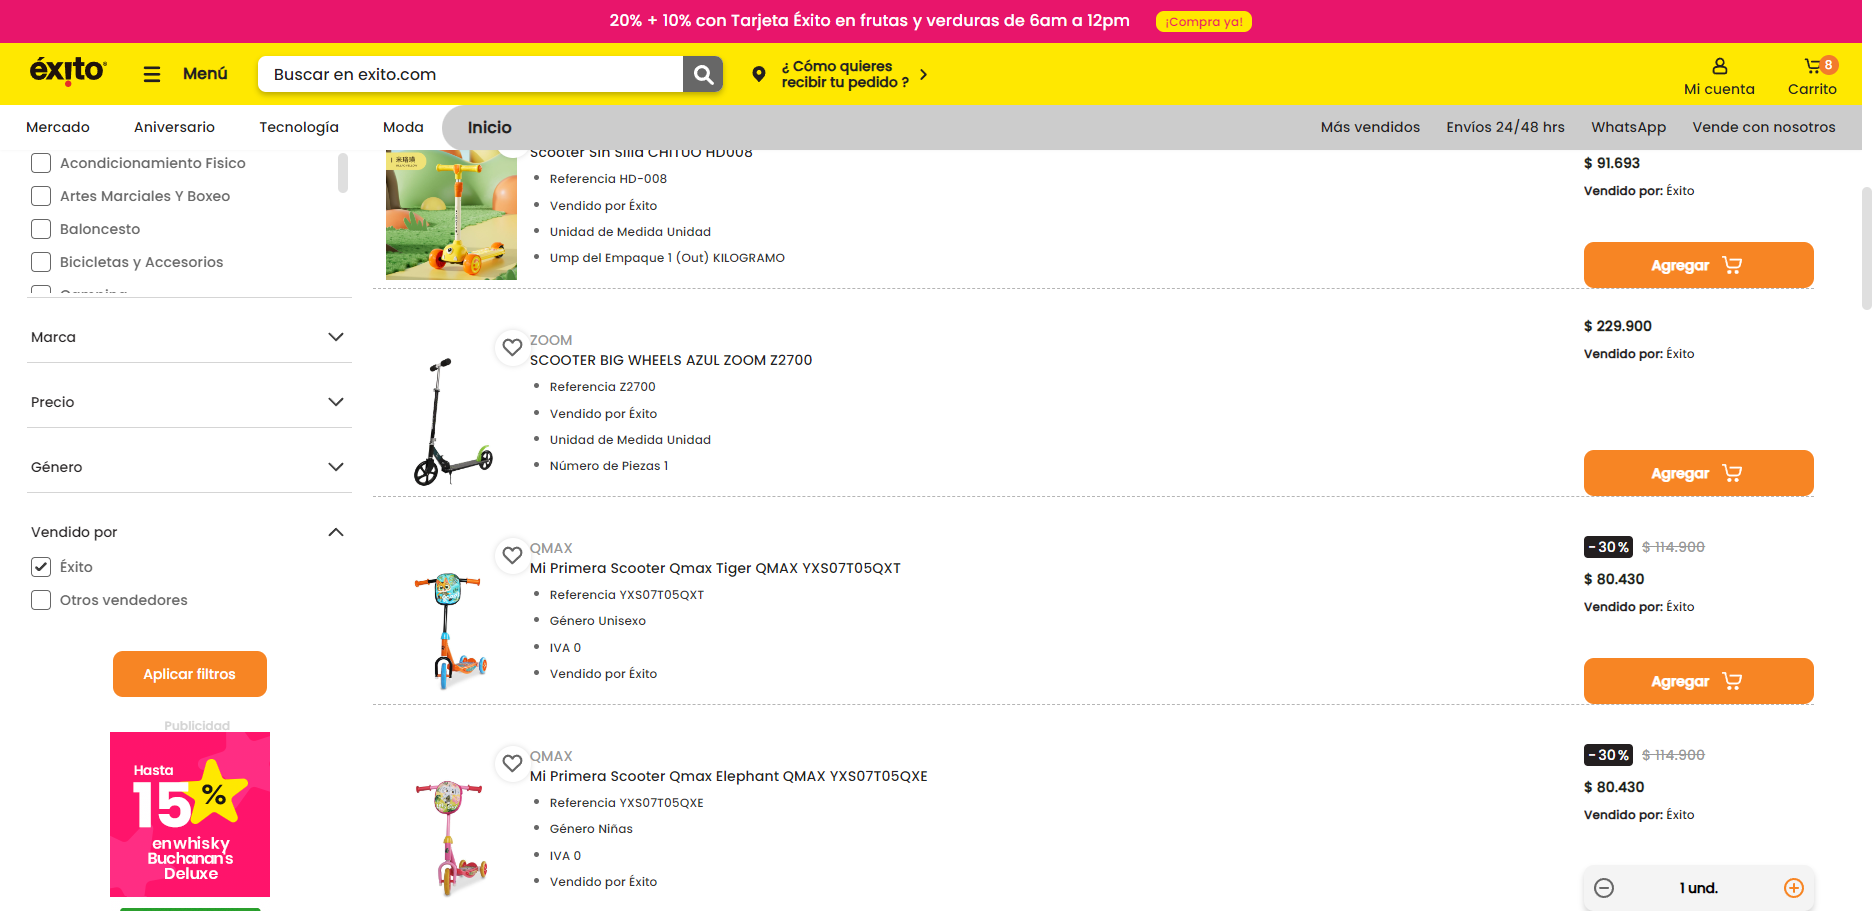 20% + 10% con Tarjeta Éxito en frutas y verduras de 6am a 12pm
¡Compra ya!
éxito
Menú
Buscar en exito.com
¿ Cómo quieres
recibir tu pedido ?
Mi cuenta
8
Carrito
Mercado
Aniversario
Tecnología
Moda
Inicio
Más vendidos
Envíos 24/48 hrs
WhatsApp
Vende con nosotros
Acondicionamiento Fisico
Artes Marciales Y Boxeo
Baloncesto
Bicicletas y Accesorios
Camping
Marca
Precio
Género
Vendido por
Éxito
Otros vendedores
Aplicar filtros
Publicidad
Hasta
15%
en whisky
Buchanan's
Deluxe
Scooter Sin Silla CHITUO HD008
Referencia HD-008
Vendido por Éxito
Unidad de Medida Unidad
Ump del Empaque 1 (Out) KILOGRAMO
$ 91.693
Vendido por: Éxito
Agregar
ZOOM
SCOOTER BIG WHEELS AZUL ZOOM Z2700
Referencia Z2700
Vendido por Éxito
Unidad de Medida Unidad
Número de Piezas 1
$ 229.900
Vendido por: Éxito
Agregar
QMAX
Mi Primera Scooter Qmax Tiger QMAX YXS07T05QXT
Referencia YXS07T05QXT
Género Unisexo
IVA 0
Vendido por Éxito
-30% $ 114.900
$ 80.430
Vendido por: Éxito
Agregar
QMAX
Mi Primera Scooter Qmax Elephant QMAX YXS07T05QXE
Referencia YXS07T05QXE
Género Niñas
IVA 0
Vendido por Éxito
-30% $ 114.900
$ 80.430
Vendido por: Éxito
1 und.